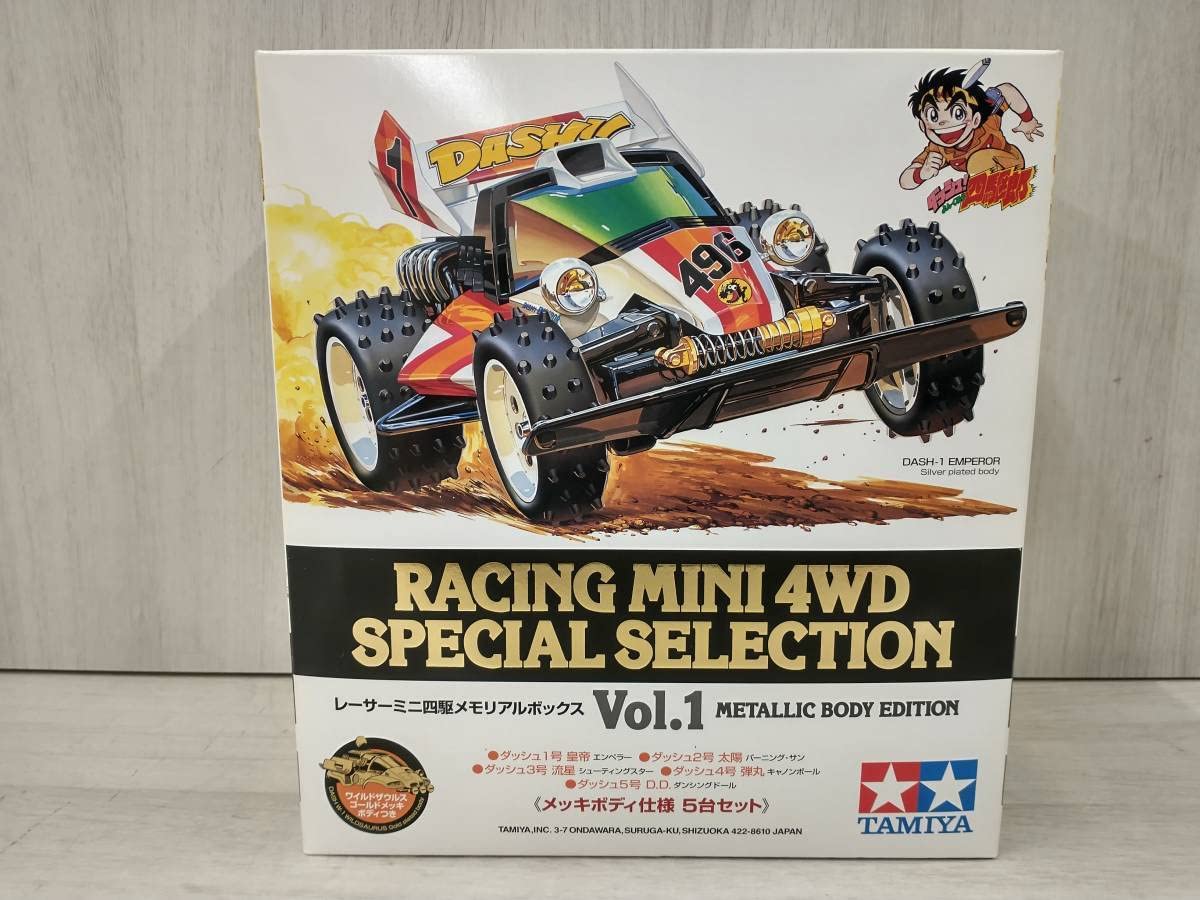 DASH!!
1
496
ダッシュ!
四駆郎
DASH-1 EMPEROR
Silver plated body
RACING MINI 4WD
SPECIAL SELECTION
レーサーミニ四駆メモリアルボックス Vol.1 METALLIC BODY EDITION
●ダッシュ1号 皇帝 エンペラー ●ダッシュ2号 太陽 バーニング・サン
●ダッシュ3号 流星 シューティングスター ●ダッシュ4号 弾丸 キャノンボール
●ダッシュ5号 D.D. ダンシングドール
《メッキボディ仕様 5台セット》
ワイルドザウルス
ゴールドメッキ
ボディつき
DASH!X-1 WILDSAURUS Gold plated body
TAMIYA
TAMIYA,INC. 3-7 ONDAWARA,SURUGA-KU,SHIZUOKA 422-8610 JAPAN